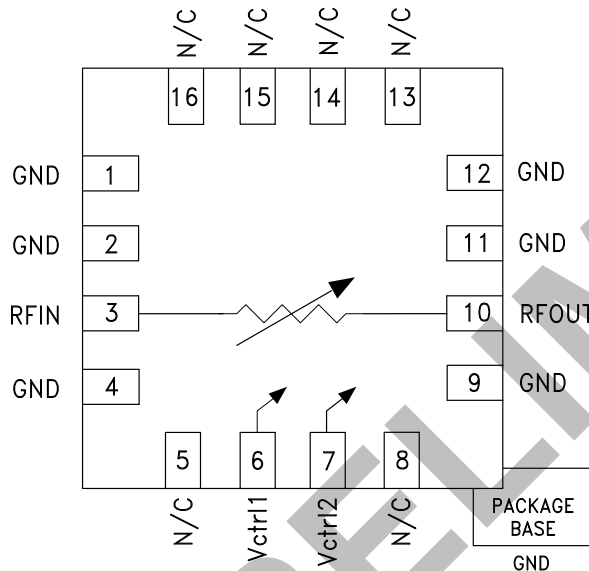 N/C N/C N/C N/C
16 15 14 13
GND 1 12 GND
GND 2 11 GND
RFIN 3 10 RFOUT
GND 4 9 GND
5 6 7 8
N/C Vctrl1 Vctrl2 N/C
PACKAGE
BASE
GND